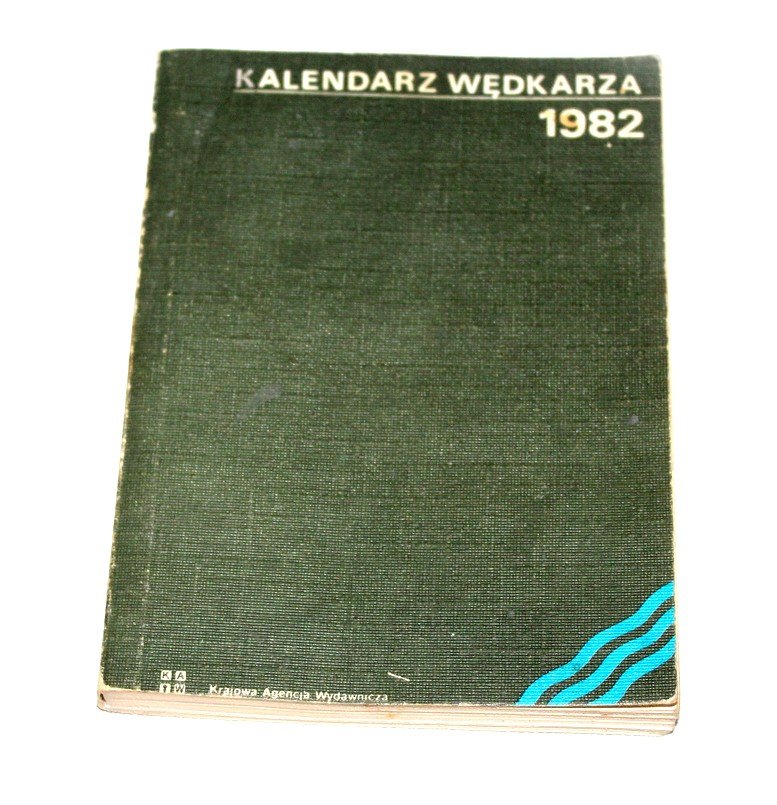 KALENDARZ WĘDKARZA
1982
K A
T W
Krajowa Agencja Wydawnicza